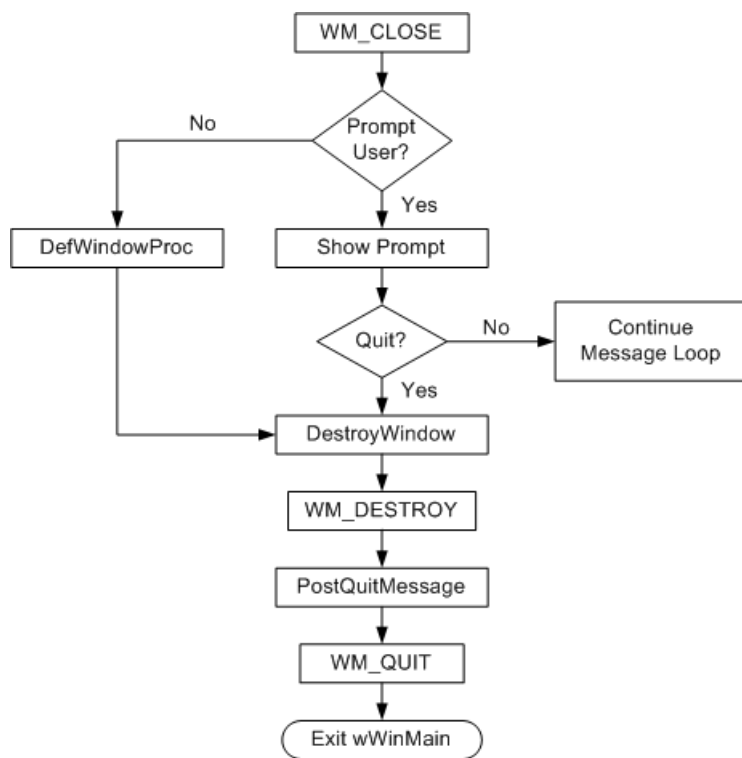 WM_CLOSE
Prompt
User?
No
Yes
DefWindowProc
Show Prompt
Quit?
No
Continue
Message Loop
Yes
DestroyWindow
WM_DESTROY
PostQuitMessage
WM_QUIT
Exit wWinMain